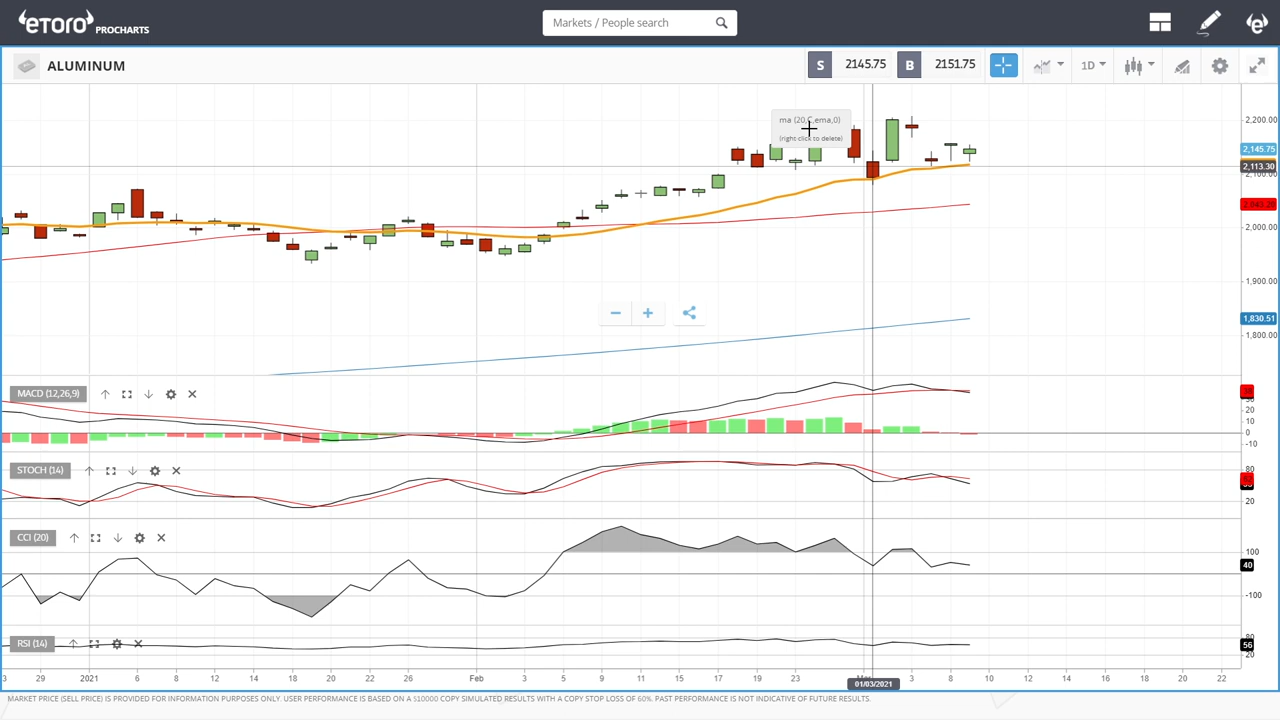 eToro PROCHARTS
Markets / People search
ALUMINUM
S 2145.75 B 2151.75
1D
ma (20,C,ema,0)
(right click to delete)
2,200.00
2,145.75
2,113.30
2,000.00
1,900.00
1,830.51
1,800.00
MACD (12,26,9)
20
10
0
-10
STOCH (14)
80
20
CCI (20)
100
40
-100
RSI (14)
80
56
20
29 2021 6 8 12 14 18 20 22 26 Feb 3 5 9 11 15 17 19 23 3 8 10 12 14 16 18 20 22
01/03/2021
MARKET PRICE (SELL PRICE) IS PROVIDED FOR INFORMATION PURPOSES ONLY. USER PERFORMANCE IS BASED ON A $10000 COPY SIMULATED RESULTS WITH A COPY STOP LOSS OF 60%. PAST PERFORMANCE IS NOT INDICATIVE OF FUTURE RESULTS.